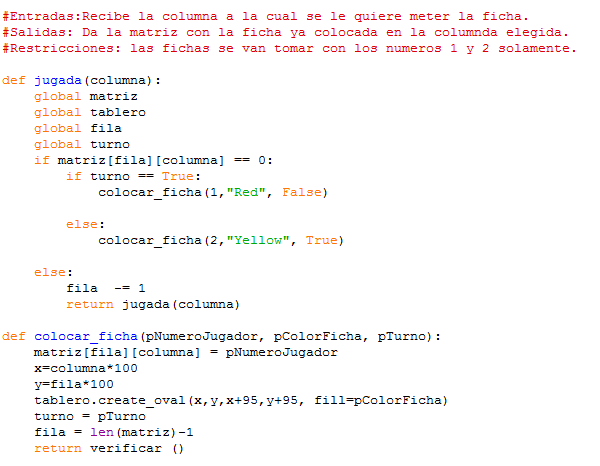 #Entradas:Recibe la columna a la cual se le quiere meter la ficha.
#Salidas: Da la matriz con la ficha ya colocada en la columnda elegida.
#Restricciones: las fichas se van tomar con los numeros 1 y 2 solamente.
def jugada(columna):
    global matriz
    global tablero
    global fila
    global turno
    if matriz[fila][columna] == 0:
        if turno == True:
            colocar_ficha(1,"Red", False)
        else:
            colocar_ficha(2,"Yellow", True)
    else:
        fila  -= 1
        return jugada(columna)
def colocar_ficha(pNumeroJugador, pColorFicha, pTurno):
    matriz[fila][columna] = pNumeroJugador
    x=columna*100
    y=fila*100
    tablero.create_oval(x,y,x+95,y+95, fill=pColorFicha)
    turno = pTurno
    fila = len(matriz)-1
    return verificar ()